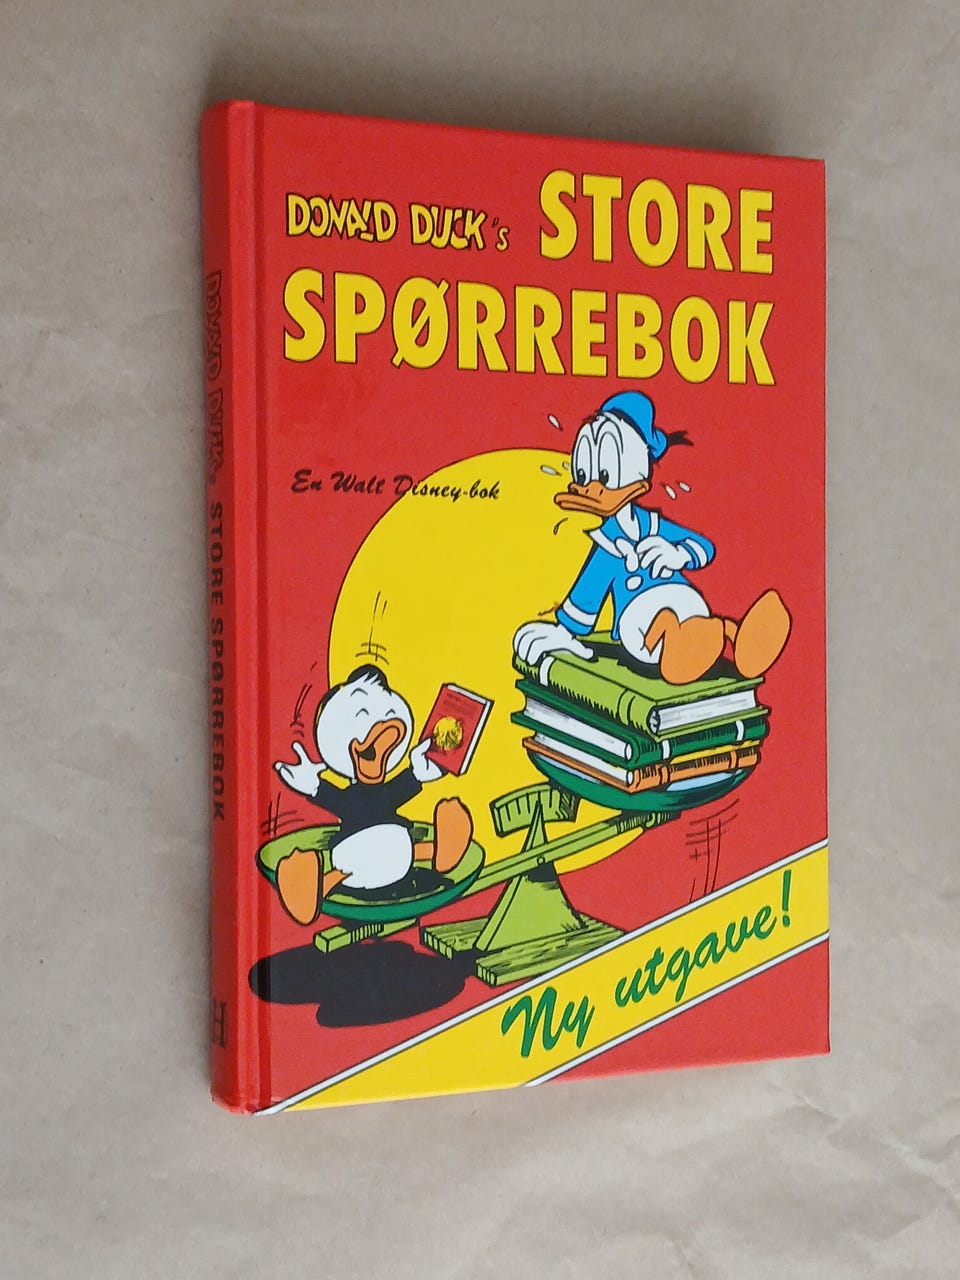 DONALD DUCK's STORE
SPØRREBOK
En Walt Disney-bok
Ny utgave!
DONALD DUCK's STORE SPØRREBOK
H